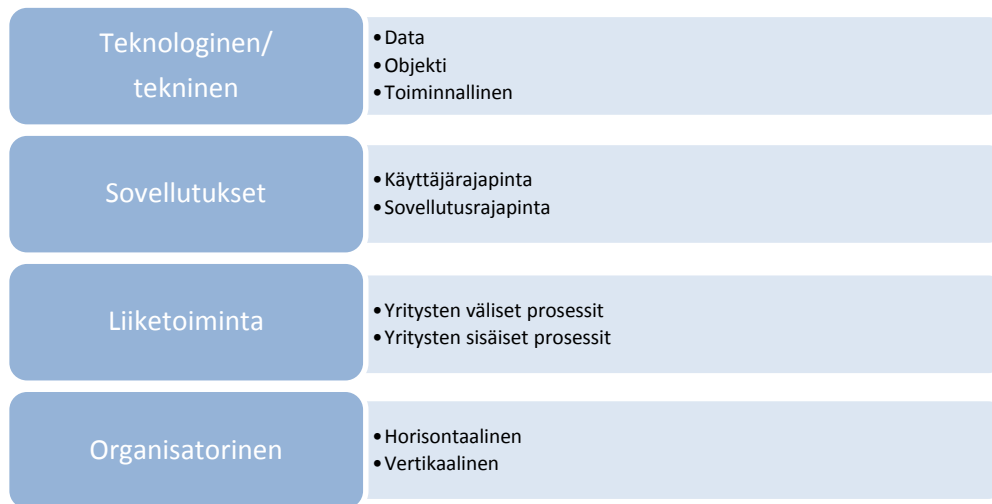 Teknologinen/
tekninen
•Data
•Objekti
•Toiminnallinen
Sovellutukset
•Käyttäjärajapinta
•Sovellutusrajapinta
Liiketoiminta
•Yritysten väliset prosessit
•Yritysten sisäiset prosessit
Organisatorinen
•Horisontaalinen
•Vertikaalinen